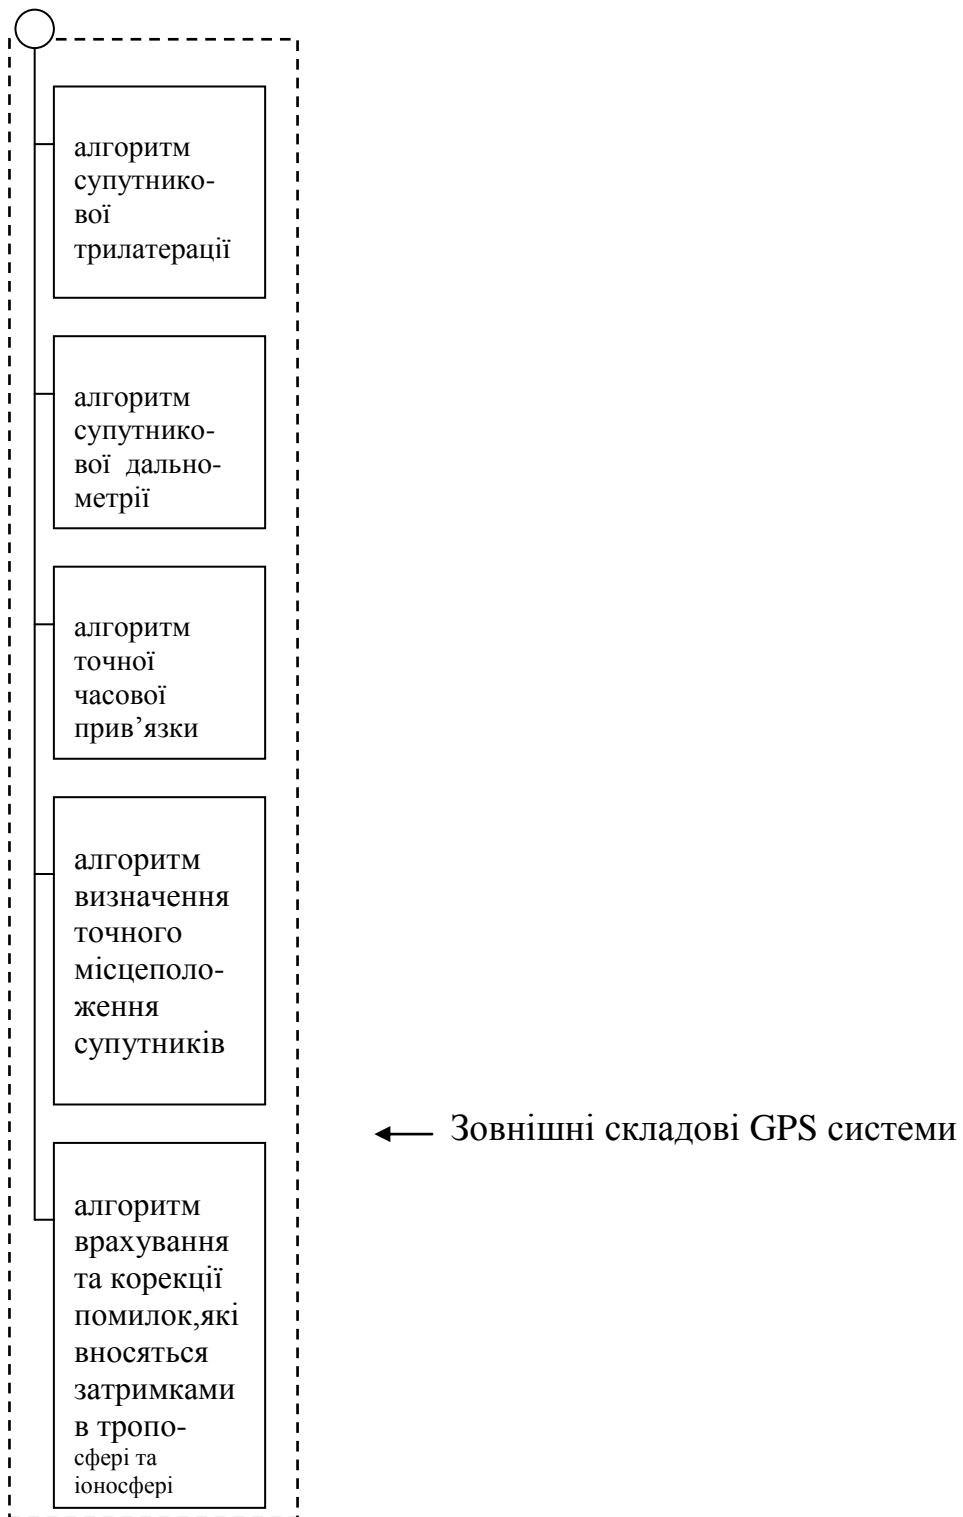 алгоритм
супутнико-
вої
трилатерації
алгоритм
супутнико-
вої дально-
метрії
алгоритм
точної
часової
прив’язки
алгоритм
визначення
точного
місцеполо-
ження
супутників
Зовнішні складові GPS системи
алгоритм
врахування
та корекції
помилок,які
вносяться
затримками
в тропо-
сфері та
іоносфері